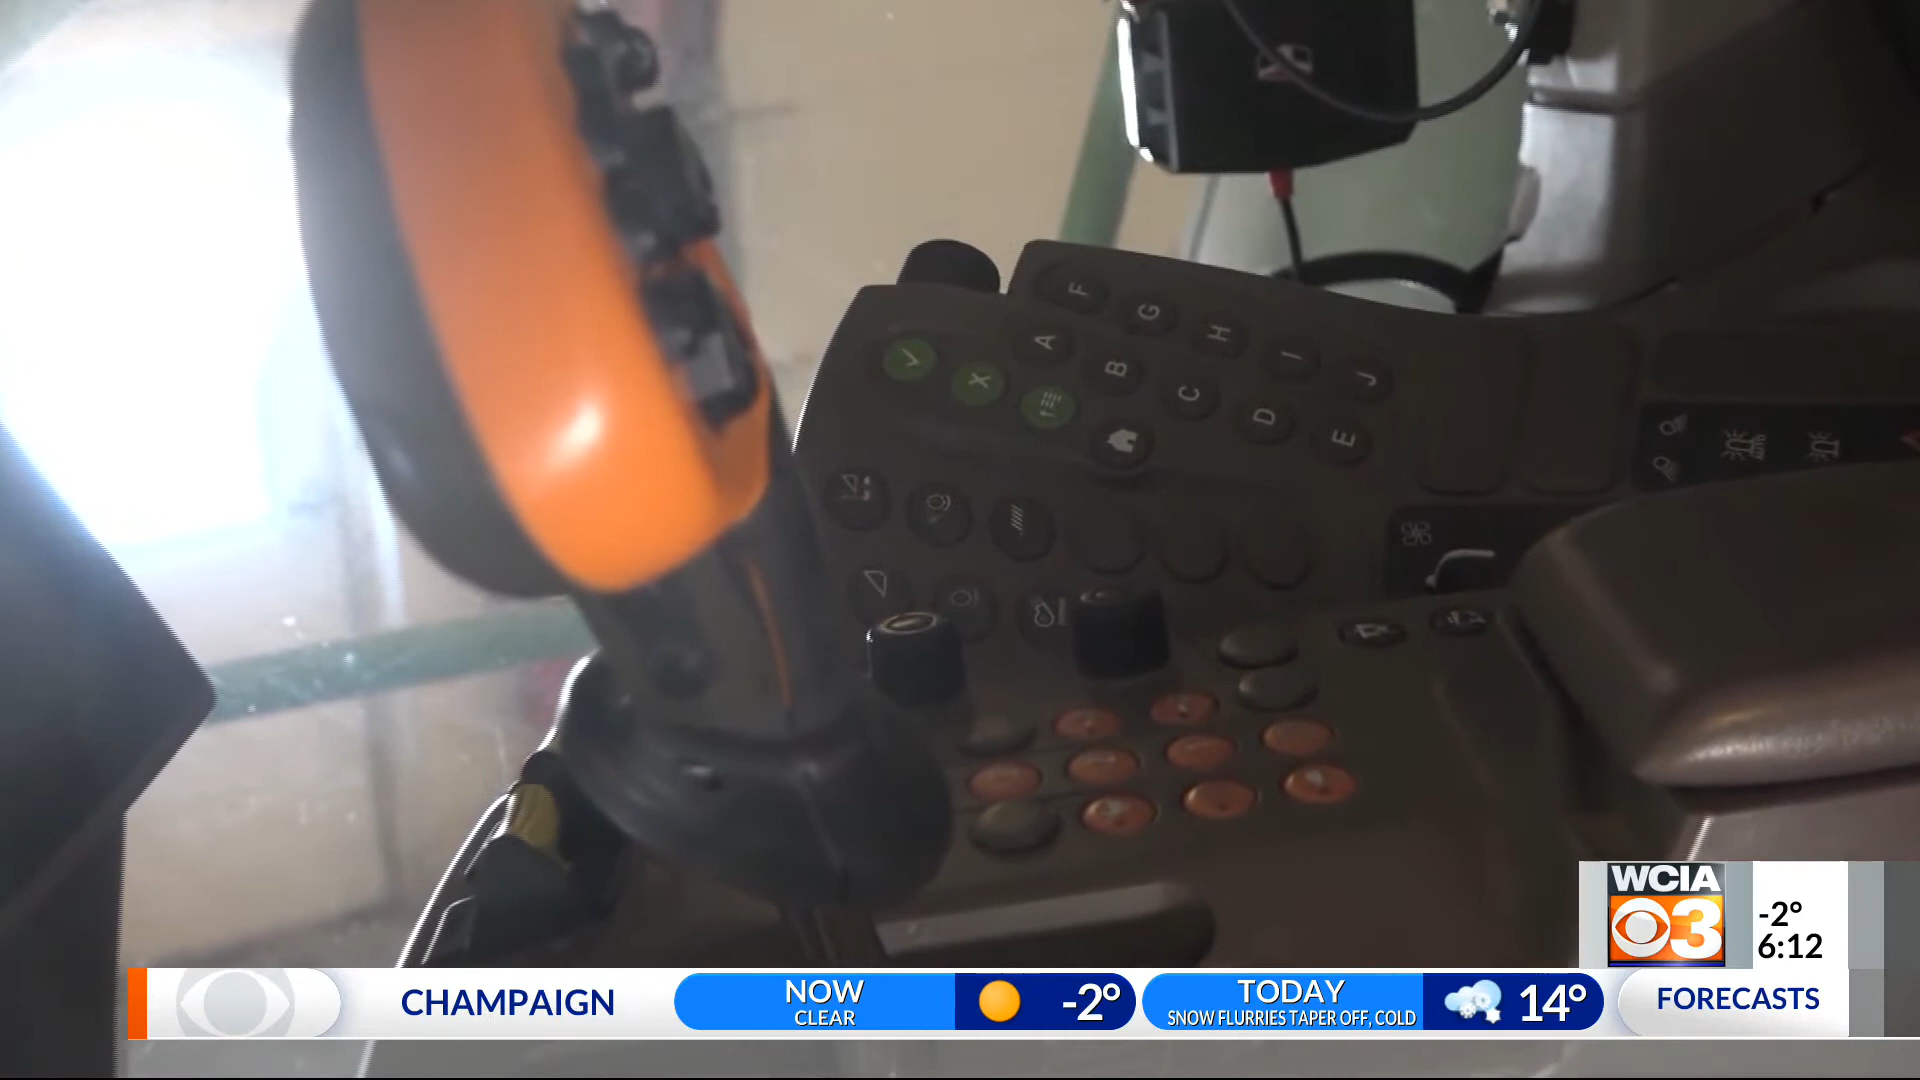 F
G
H
I
J
A
B
C
D
E
X
WCIA
3
-2°
6:12
CHAMPAIGN
NOW
CLEAR
-2°
TODAY
SNOW FLURRIES TAPER OFF, COLD
14°
FORECASTS